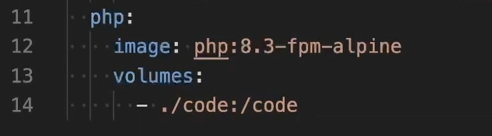 11 php:
12 image: php:8.3-fpm-alpine
13 volumes:
14 - ./code:/code